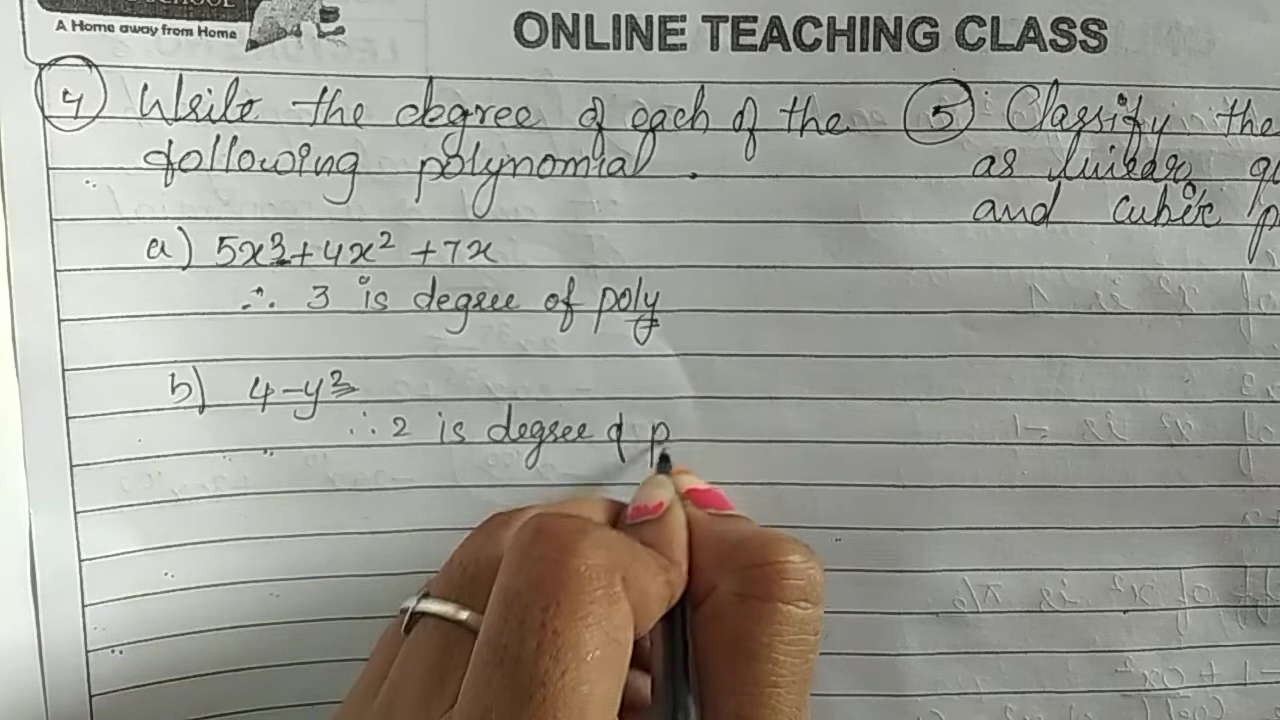 A Home away from Home
ONLINE TEACHING CLASS
4 Write the degree of each of the
following polynomial.
a) 5x3+4x² +7x
∴ 3 is degree of poly
b) 4-y²
∴ 2 is degree of p
5 Classify the
as linear
and cubic p